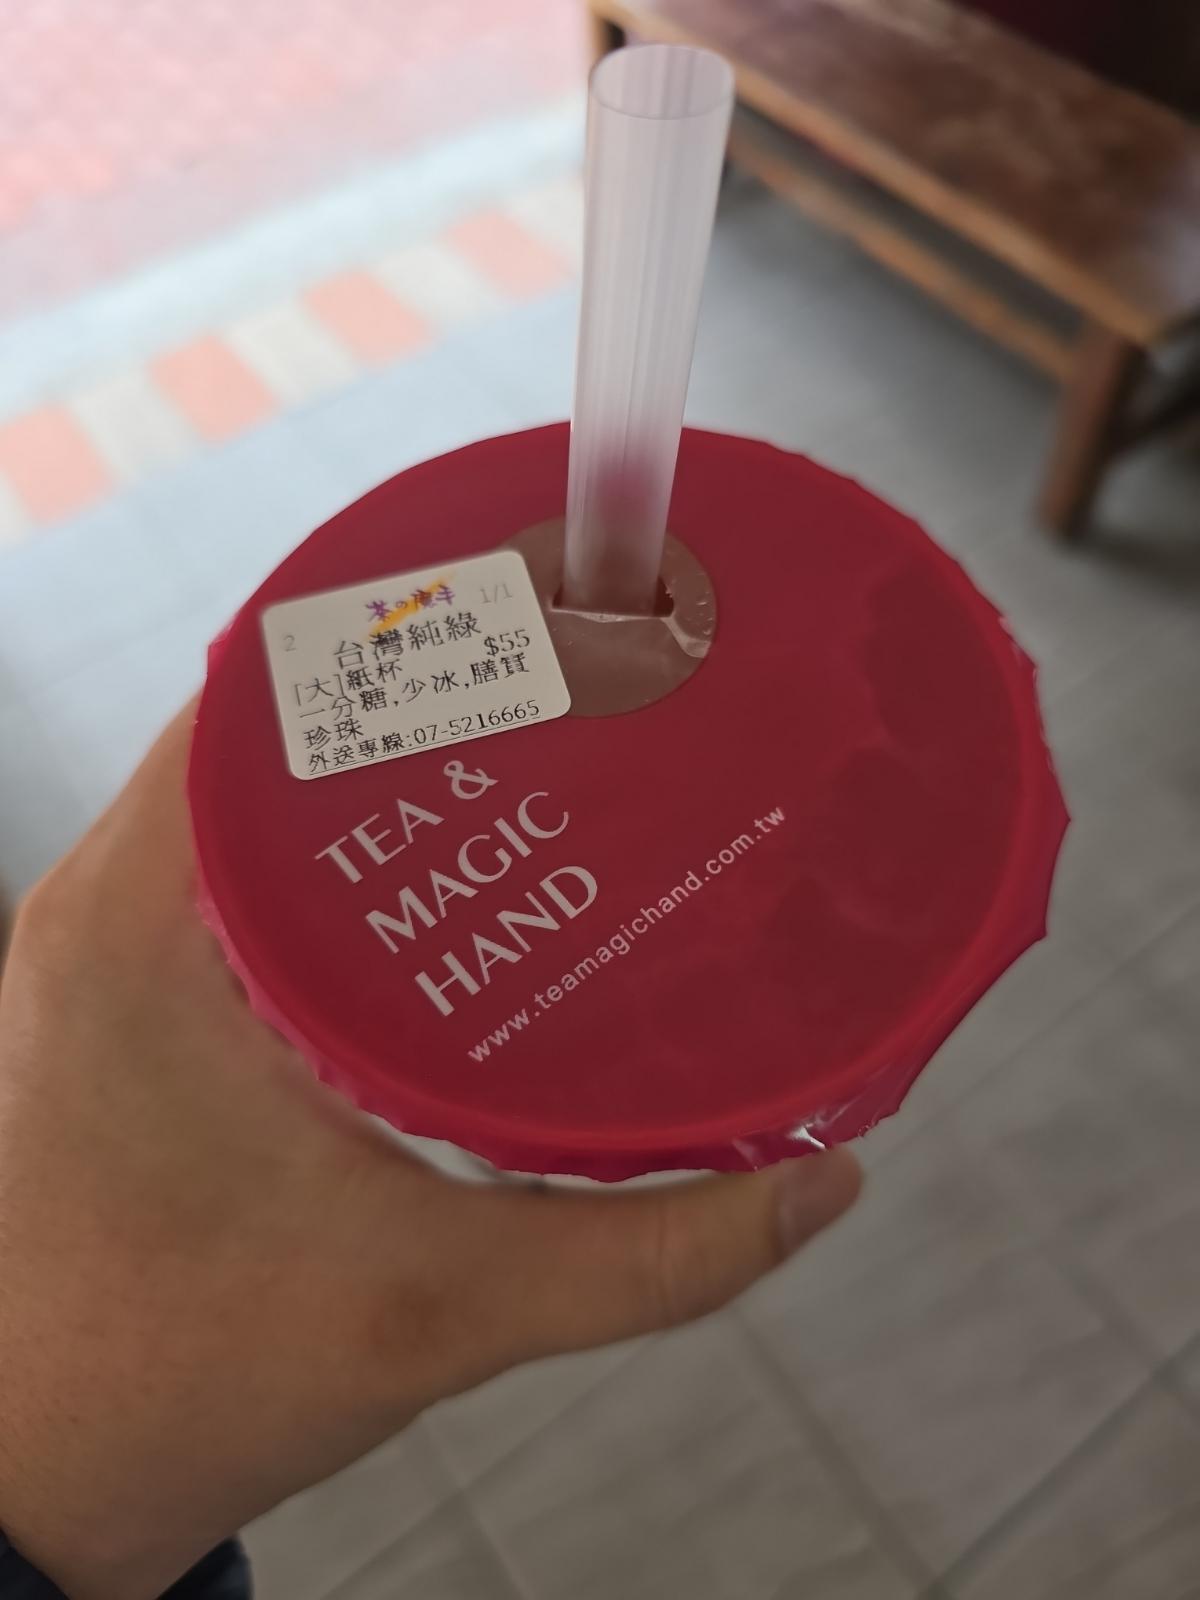 茶の魔手
1/1
2
台灣純綠
$55
[大]紙杯
一分糖,少冰,膳寶
珍珠
外送專線:07-5216665
TEA &
MAGIC
HAND
www.teamagichand.com.tw